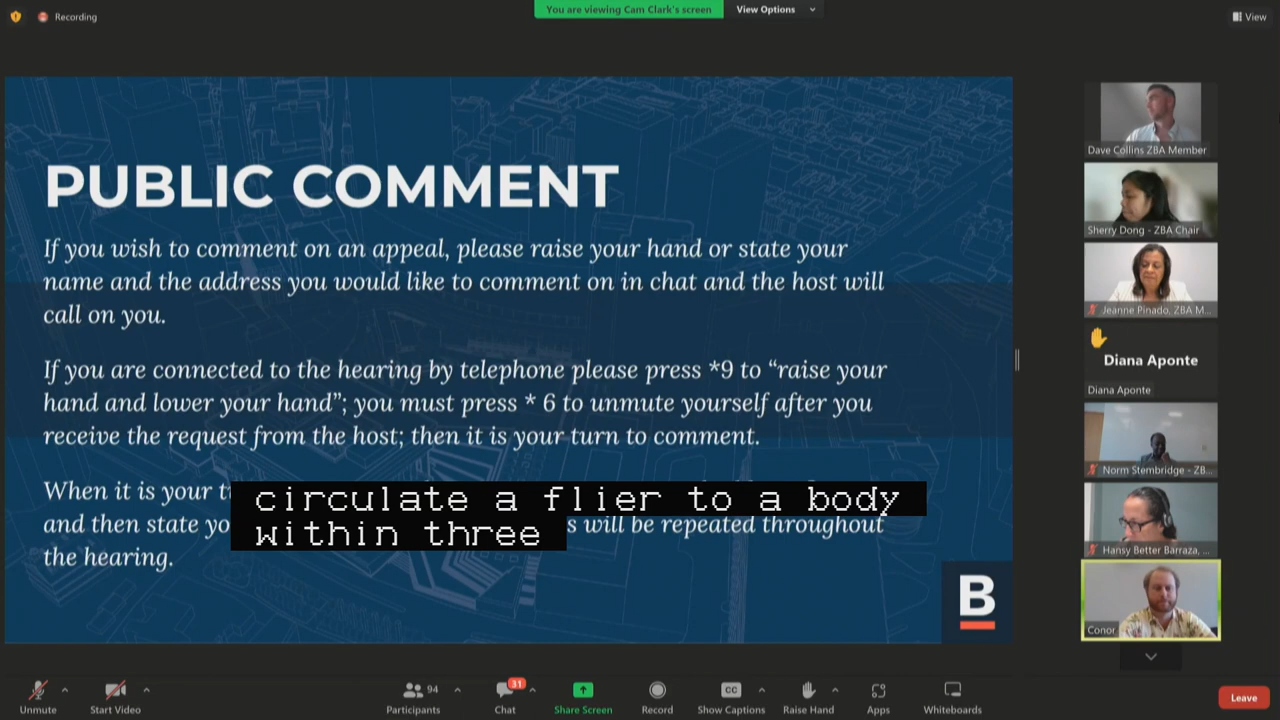 Recording
You are viewing Cam Clark's screen
View Options
View
PUBLIC COMMENT
If you wish to comment on an appeal, please raise your hand or state your
name and the address you would like to comment on in chat and the host will
call on you.
If you are connected to the hearing by telephone please press *9 to “raise your
hand and lower your hand”; you must press * 6 to unmute yourself after you
receive the request from the host; then it is your turn to comment.
When it is your
and then state s will be repeated throughout
the hearing.
circulate a flier to a body
within three
B
Dave Collins ZBA Member
Sherry Dong - ZBA Chair
Jeanne Pinado, ZBA M...
Diana Aponte
Diana Aponte
Norm Stembridge - ZB...
Hansy Better Barraza, ...
Conor
Unmute
Start Video
94
Participants
31
Chat
Share Screen
Record
CC
Show Captions
Raise Hand
Apps
Whiteboards
Leave